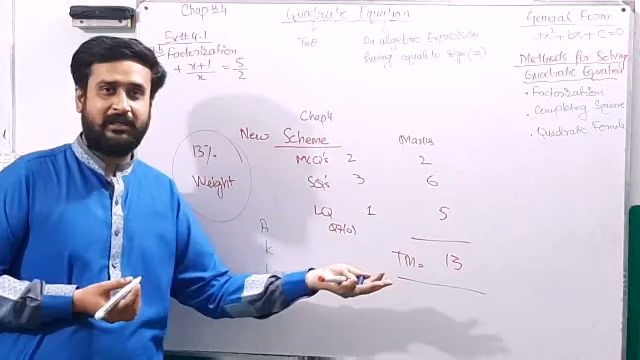 Chap#4
Quadratic Equation
General Form
Ex#4.1
Two
An algebraic Expression
having equal to sign (=)
ax²+bx+c=0
Factorization
+ x+1/x = 5/2
Methods for Solving
Quadratic Equation
• Factorization
• Completing Square
• Quadratic Formula
Chap4
New Scheme
Marks
13%
Weight
MCQ's 2 2
SQ's 3 6
LQ 1 5
A
k
TM= 13